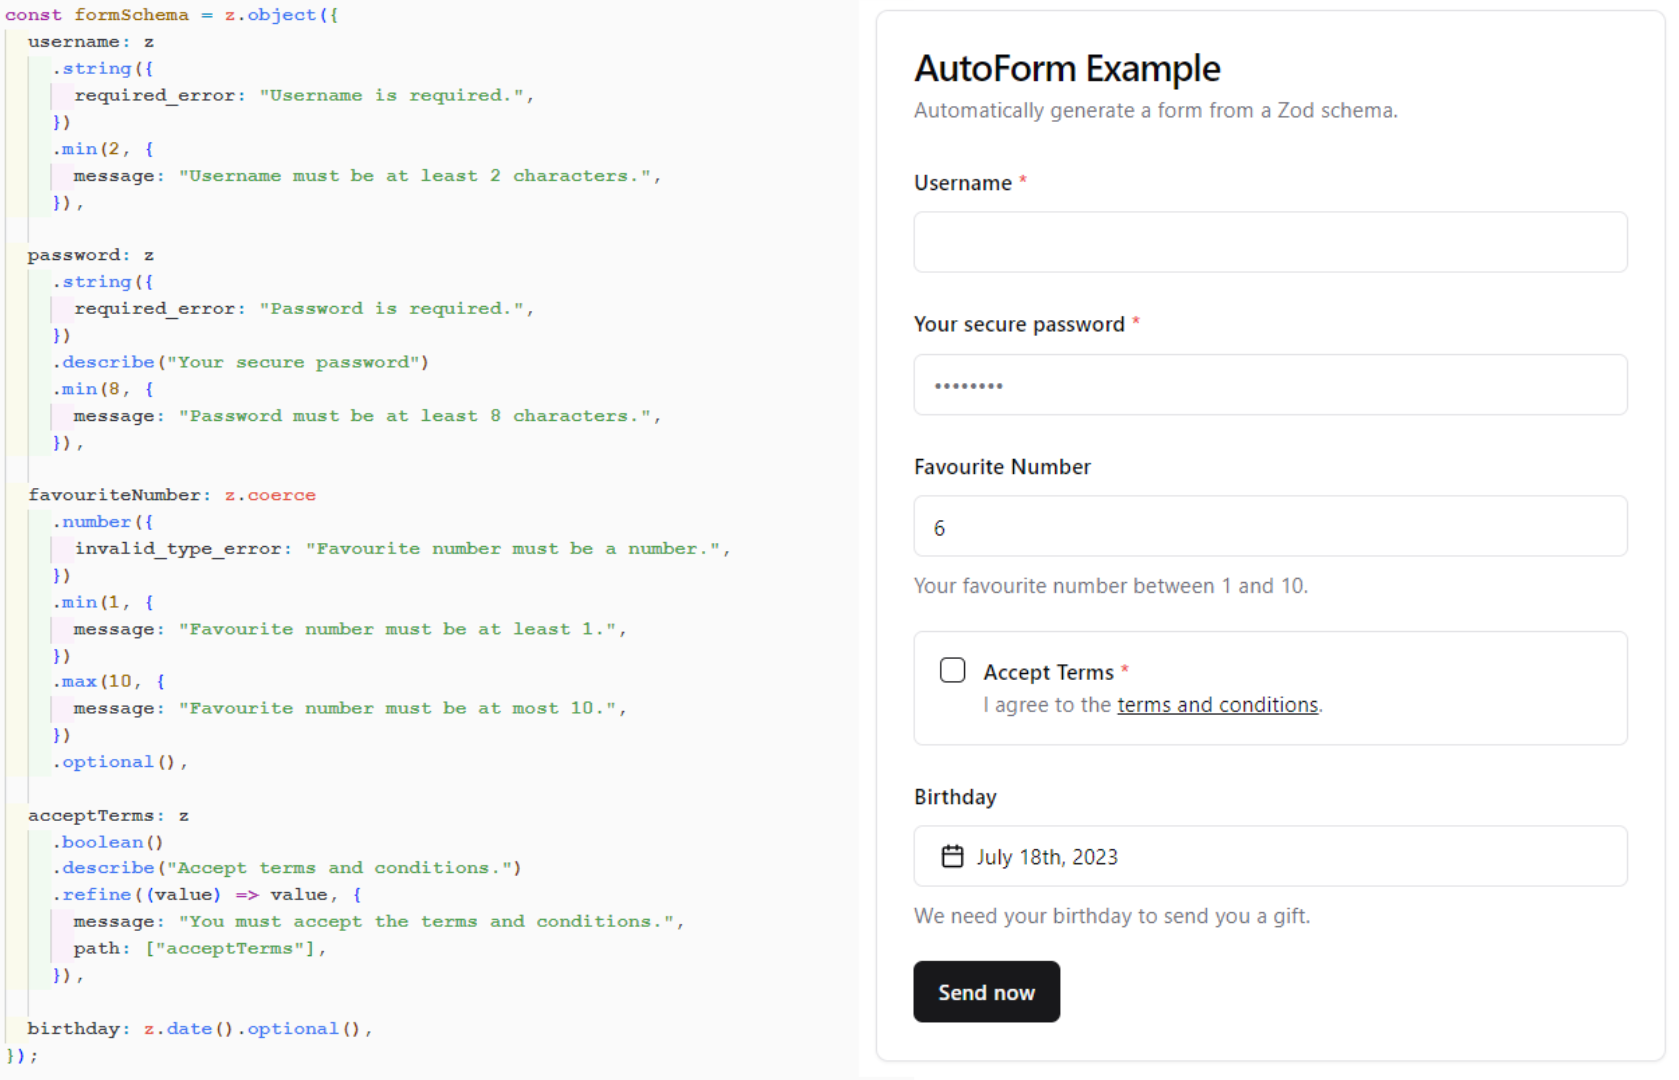 const formSchema = z.object({
  username: z
    .string({
      required_error: "Username is required.",
    })
    .min(2, {
      message: "Username must be at least 2 characters.",
    }),

  password: z
    .string({
      required_error: "Password is required.",
    })
    .describe("Your secure password")
    .min(8, {
      message: "Password must be at least 8 characters.",
    }),

  favouriteNumber: z.coerce
    .number({
      invalid_type_error: "Favourite number must be a number.",
    })
    .min(1, {
      message: "Favourite number must be at least 1.",
    })
    .max(10, {
      message: "Favourite number must be at most 10.",
    })
    .optional(),

  acceptTerms: z
    .boolean()
    .describe("Accept terms and conditions.")
    .refine((value) => value, {
      message: "You must accept the terms and conditions.",
      path: ["acceptTerms"],
    }),

  birthday: z.date().optional(),
});
AutoForm Example
Automatically generate a form from a Zod schema.
Username *
Your secure password *
••••••••
Favourite Number
6
Your favourite number between 1 and 10.
Accept Terms *
I agree to the terms and conditions.
Birthday
July 18th, 2023
We need your birthday to send you a gift.
Send now